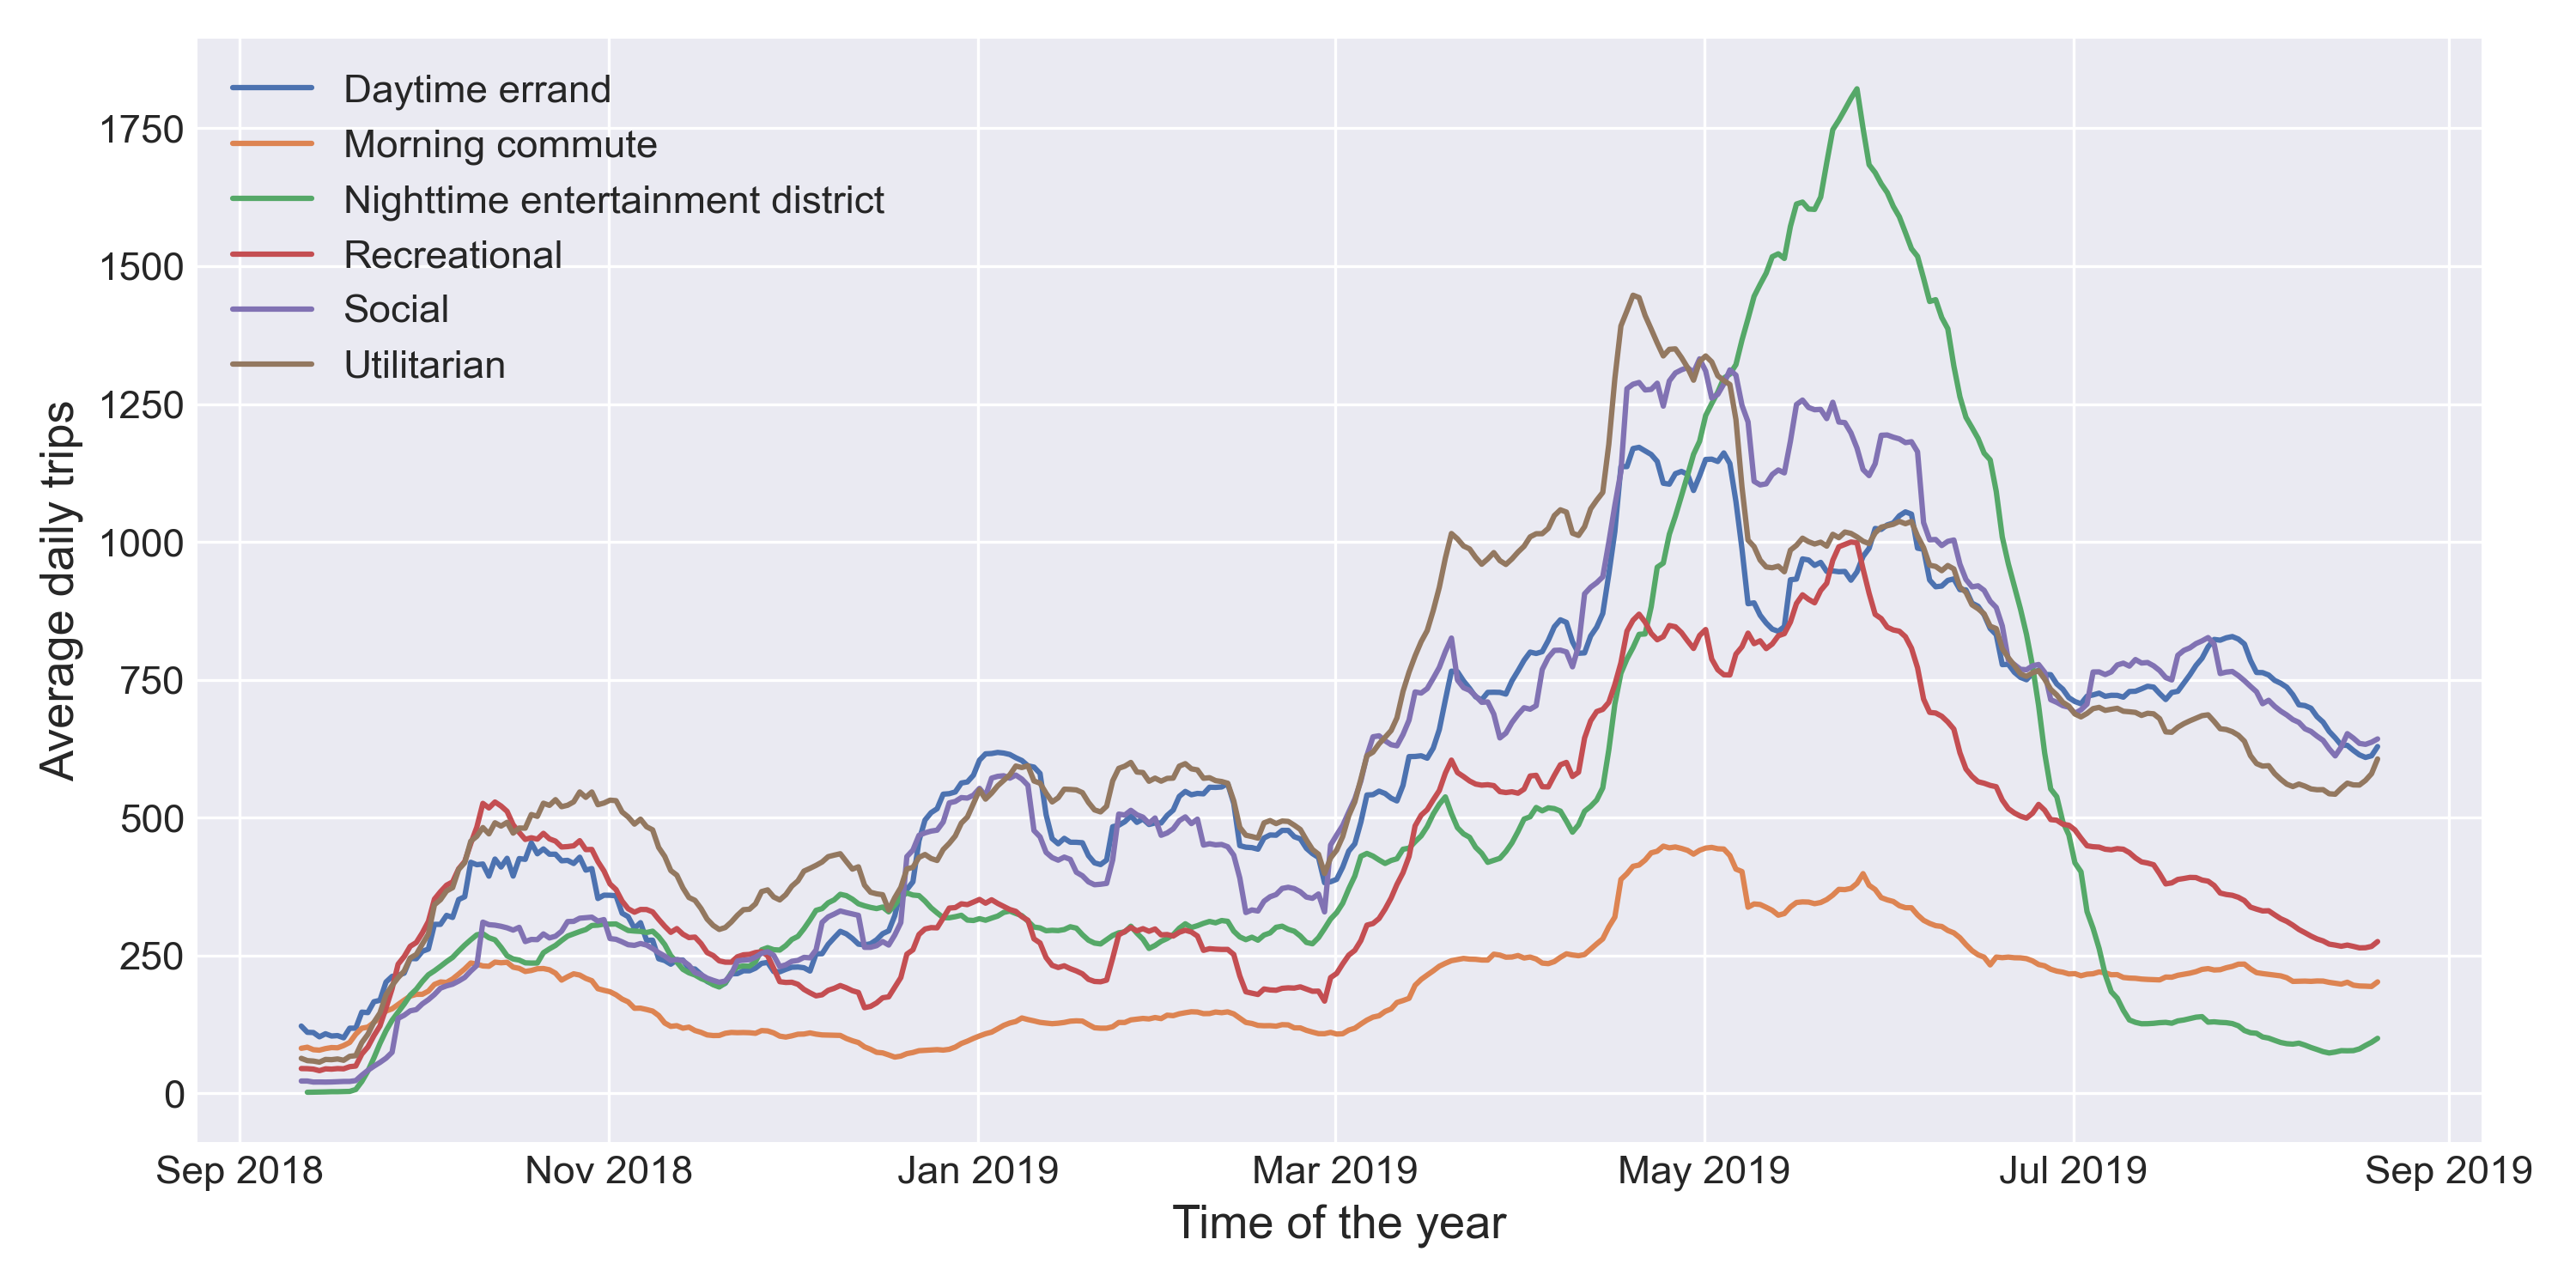 Daytime errand
Morning commute
Nighttime entertainment district
Recreational
Social
Utilitarian
Average daily trips
1750
1500
1250
1000
750
500
250
0
Sep 2018 Nov 2018 Jan 2019 Mar 2019 May 2019 Jul 2019 Sep 2019
Time of the year